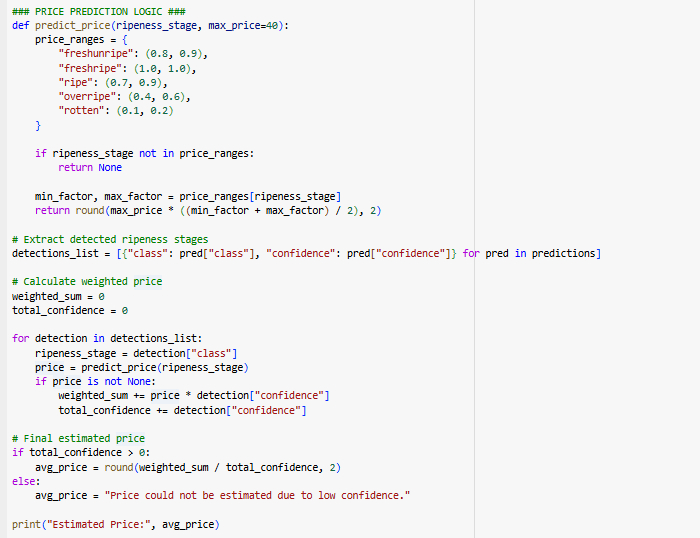 ### PRICE PREDICTION LOGIC ###
def predict_price(ripeness_stage, max_price=40):
    price_ranges = {
        "freshunripe": (0.8, 0.9),
        "freshripe": (1.0, 1.0),
        "ripe": (0.7, 0.9),
        "overripe": (0.4, 0.6),
        "rotten": (0.1, 0.2)
    }
    if ripeness_stage not in price_ranges:
        return None
    min_factor, max_factor = price_ranges[ripeness_stage]
    return round(max_price * ((min_factor + max_factor) / 2), 2)
# Extract detected ripeness stages
detections_list = [{"class": pred["class"], "confidence": pred["confidence"]} for pred in predictions]
# Calculate weighted price
weighted_sum = 0
total_confidence = 0
for detection in detections_list:
    ripeness_stage = detection["class"]
    price = predict_price(ripeness_stage)
    if price is not None:
        weighted_sum += price * detection["confidence"]
        total_confidence += detection["confidence"]
# Final estimated price
if total_confidence > 0:
    avg_price = round(weighted_sum / total_confidence, 2)
else:
    avg_price = "Price could not be estimated due to low confidence."
print("Estimated Price:", avg_price)